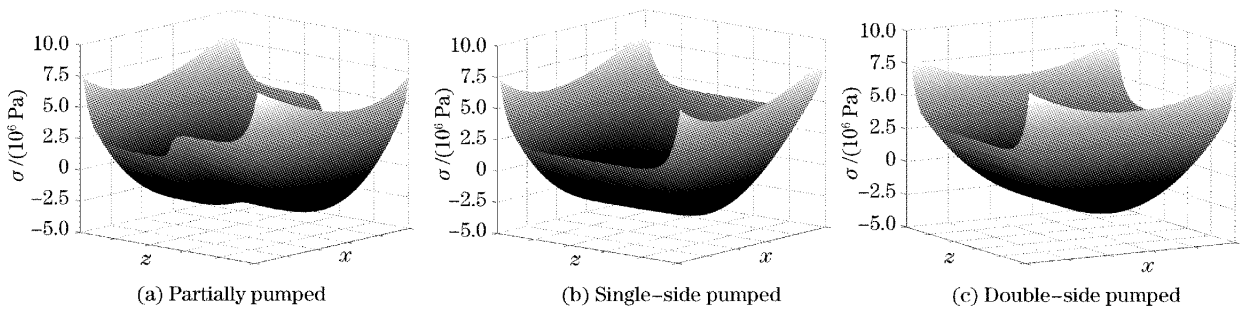 10.0
7.5
5.0
2.5
0
−2.5
−5.0
σ/(10⁶ Pa)
z
x
(a) Partially pumped
10.0
7.5
5.0
2.5
0
−2.5
−5.0
σ/(10⁶ Pa)
z
x
(b) Single-side pumped
10.0
7.5
5.0
2.5
0
−2.5
−5.0
σ/(10⁶ Pa)
z
x
(c) Double-side pumped